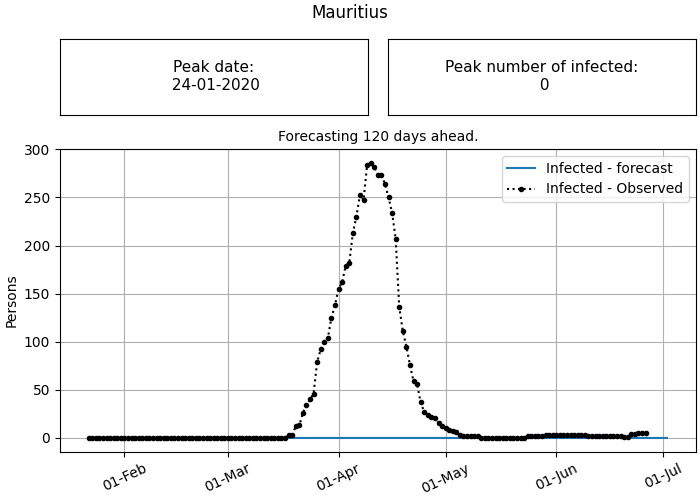 Mauritius
Peak date:
24-01-2020
Peak number of infected:
0
Forecasting 120 days ahead.
Infected - forecast
Infected - Observed
Persons
300
250
200
150
100
50
0
01-Feb
01-Mar
01-Apr
01-May
01-Jun
01-Jul